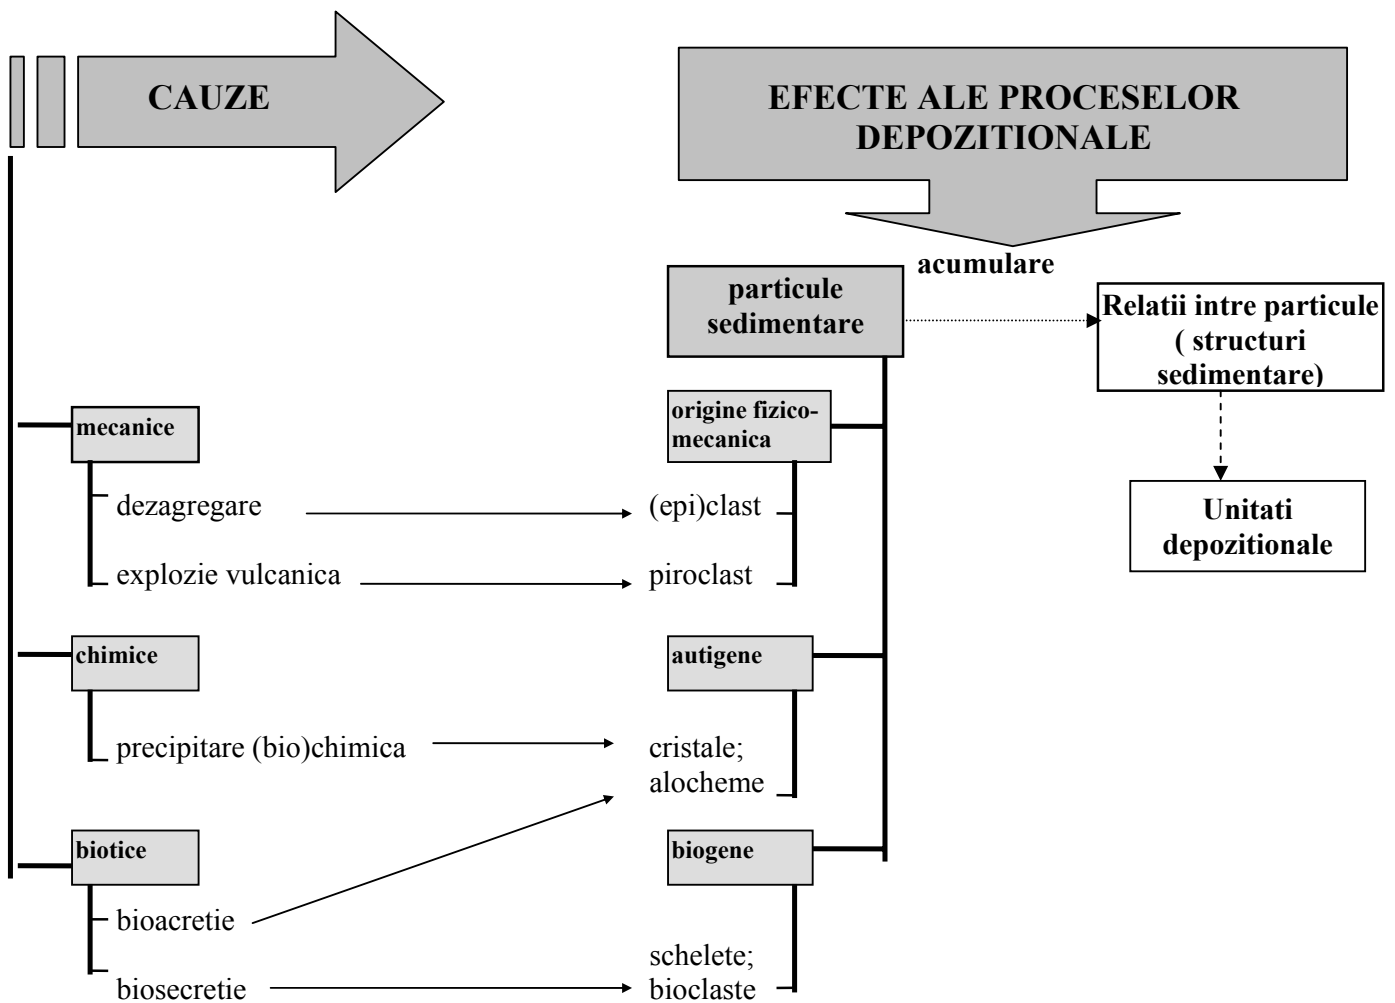 CAUZE
EFECTE ALE PROCESELOR
DEPOZITIONALE
acumulare
particule
sedimentare
Relatii intre particule
( structuri
sedimentare)
Unitati
depozitionale
mecanice
origine fizico-
mecanica
dezagregare
(epi)clast
explozie vulcanica
piroclast
chimice
autigene
precipitare (bio)chimica
cristale;
alocheme
biotice
biogene
bioacretie
biosecretie
schelete;
bioclaste